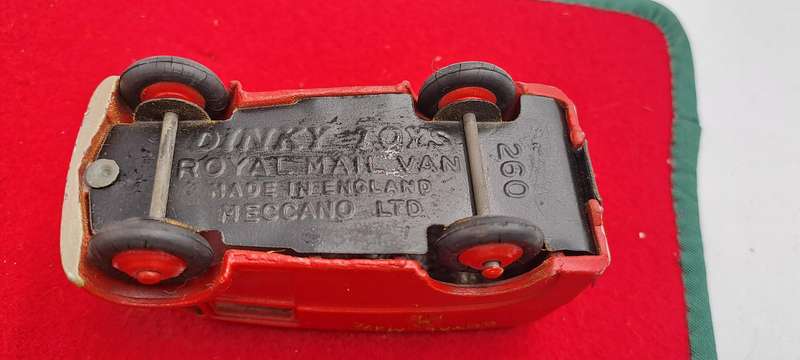 DINKY TOYS
ROYAL MAIL VAN
MADE IN ENGLAND
MECCANO LTD
260